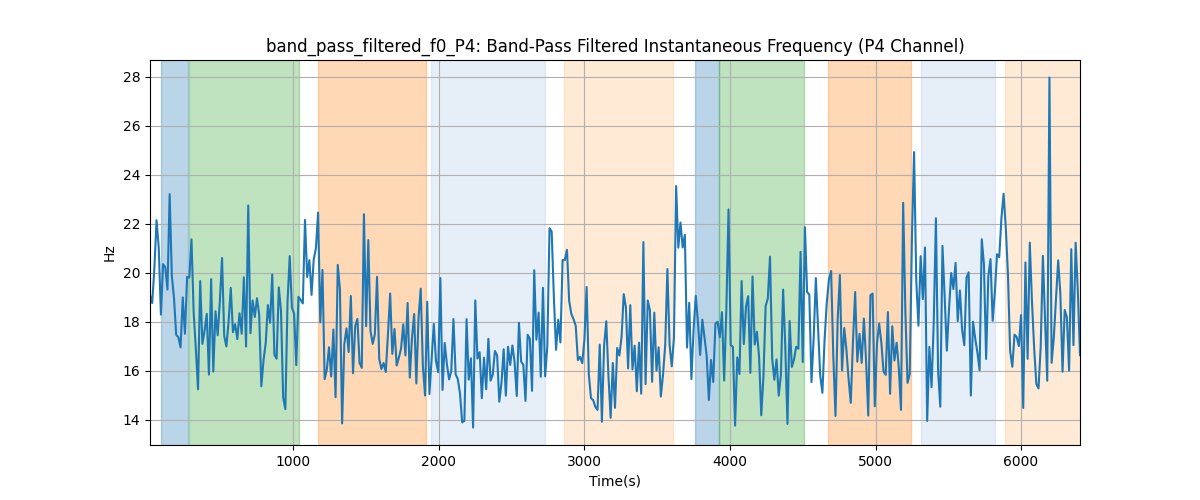 band_pass_filtered_f0_P4: Band-Pass Filtered Instantaneous Frequency (P4 Channel)
28
26
24
22
20
18
16
14
Hz
1000 2000 3000 4000 5000 6000
Time(s)